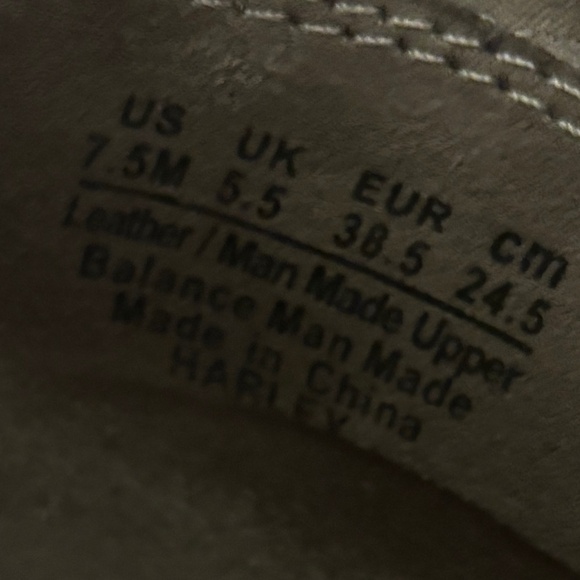 US UK EUR cm
7.5M 5.5 38.5 24.5
Leather / Man Made Upper
Balance Man Made
Made in China
HARLEY